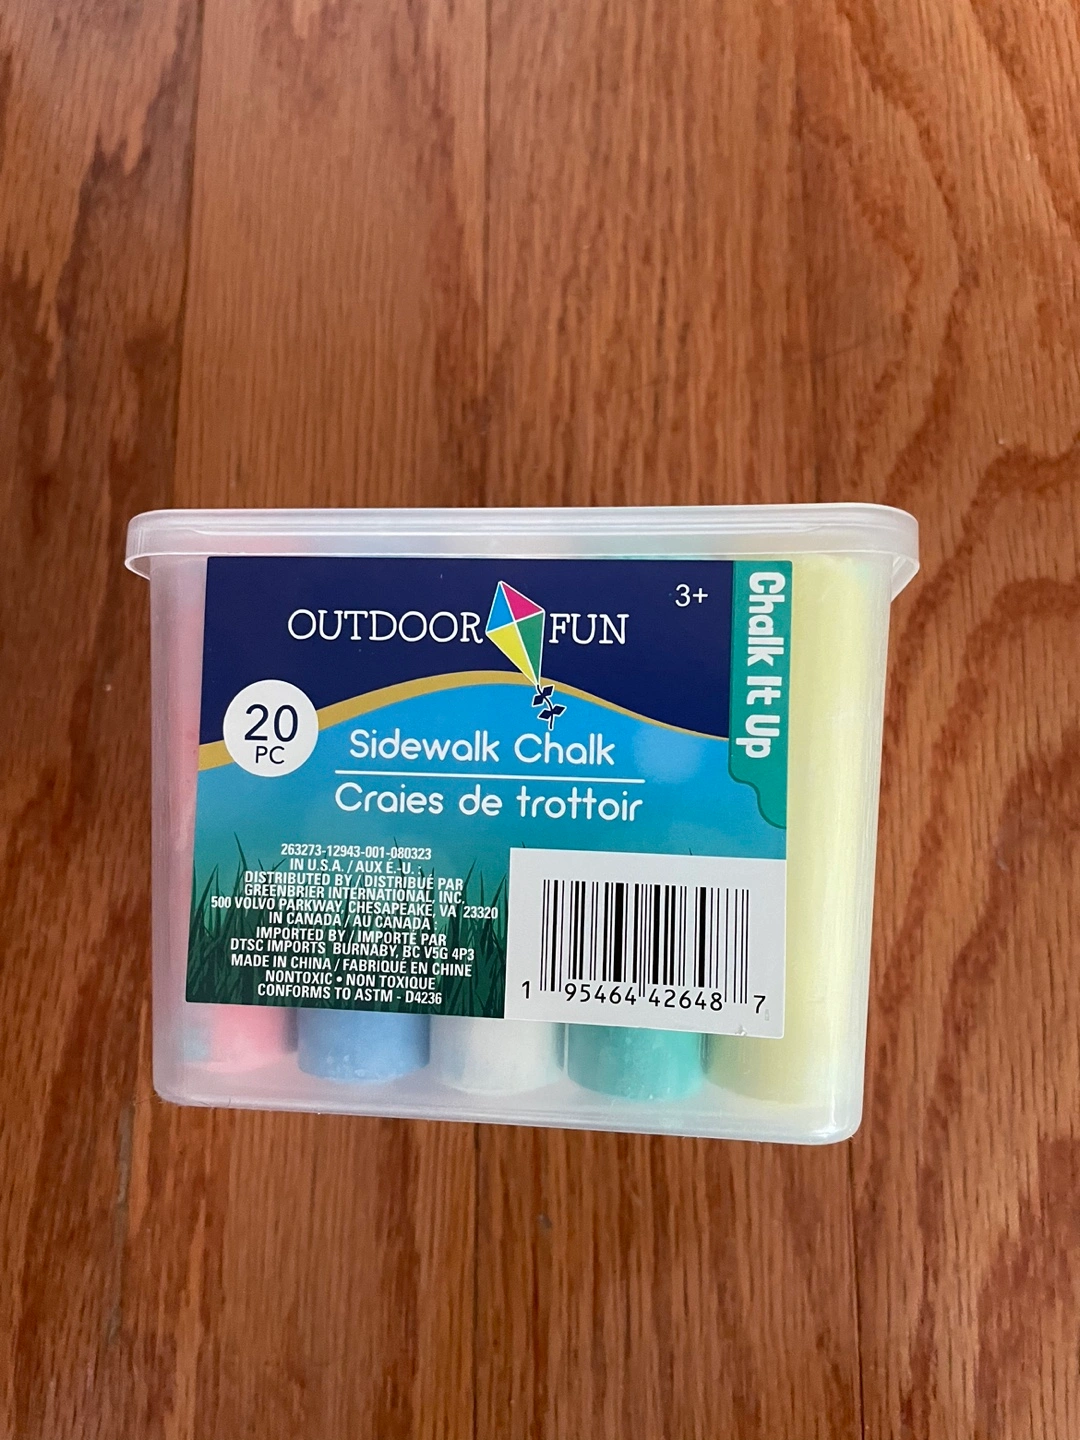 OUTDOOR FUN
3+
Chalk It Up
20
PC
Sidewalk Chalk
Craies de trottoir
263273-12943-001-080323
IN U.S.A. / AUX É.-U. :
DISTRIBUTED BY / DISTRIBUÉ PAR
GREENBRIER INTERNATIONAL, INC.
500 VOLVO PARKWAY, CHESAPEAKE, VA 23320
IN CANADA / AU CANADA :
IMPORTED BY / IMPORTÉ PAR
DTSC IMPORTS BURNABY, BC V5G 4P3
MADE IN CHINA / FABRIQUÉ EN CHINE
NONTOXIC • NON TOXIQUE
CONFORMS TO ASTM - D4236
1 95464 42648 7